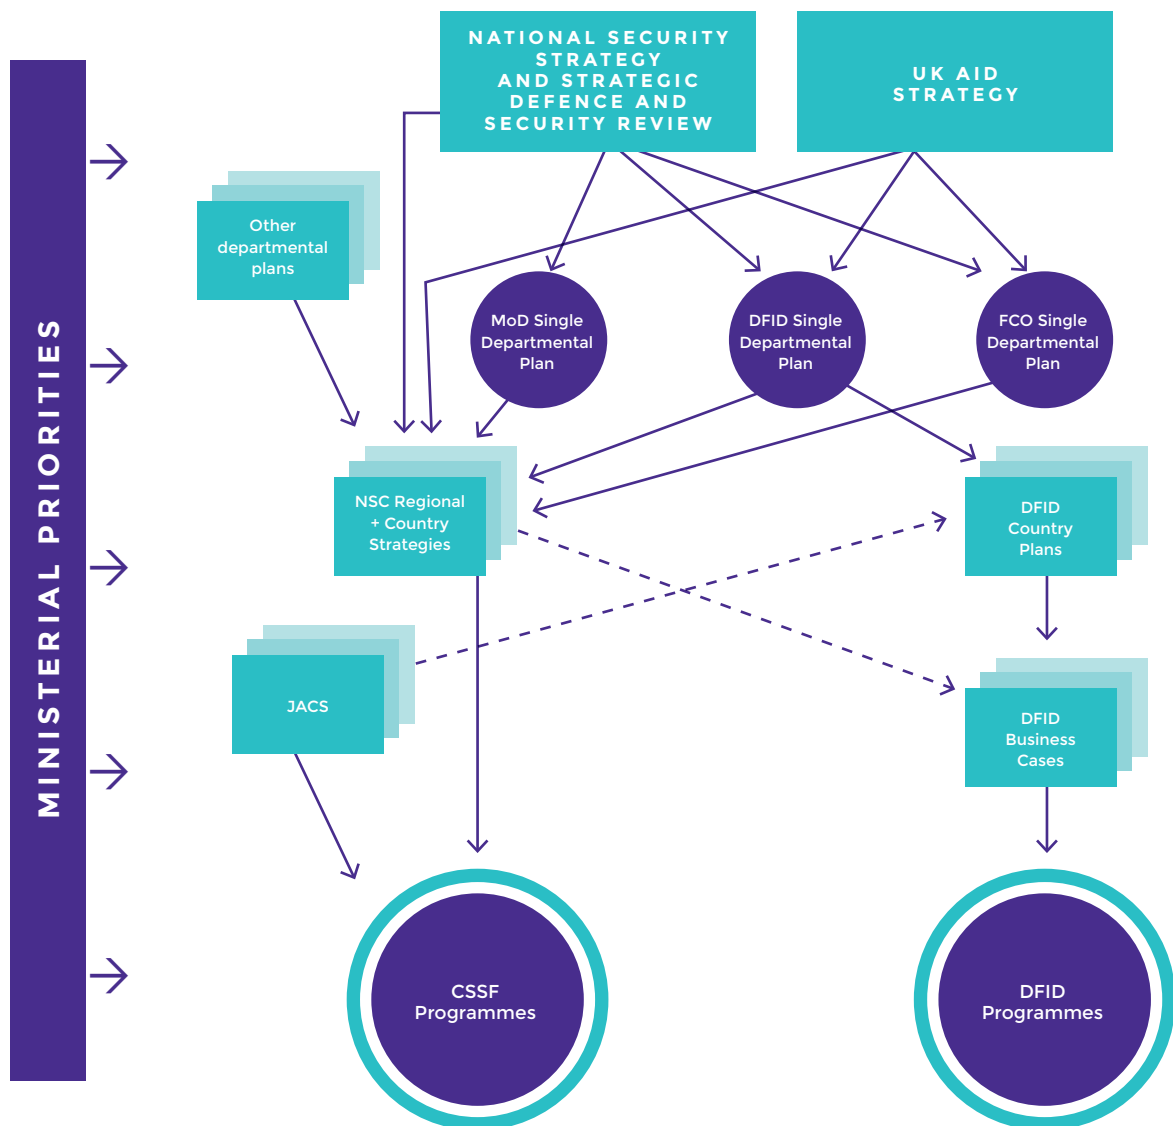 MINISTERIAL PRIORITIES
NATIONAL SECURITY
STRATEGY
AND STRATEGIC
DEFENCE AND
SECURITY REVIEW
UK AID
STRATEGY
Other
departmental
plans
MoD Single
Departmental
Plan
DFID Single
Departmental
Plan
FCO Single
Departmental
Plan
NSC Regional
+ Country
Strategies
DFID
Country
Plans
JACS
DFID
Business
Cases
CSSF
Programmes
DFID
Programmes